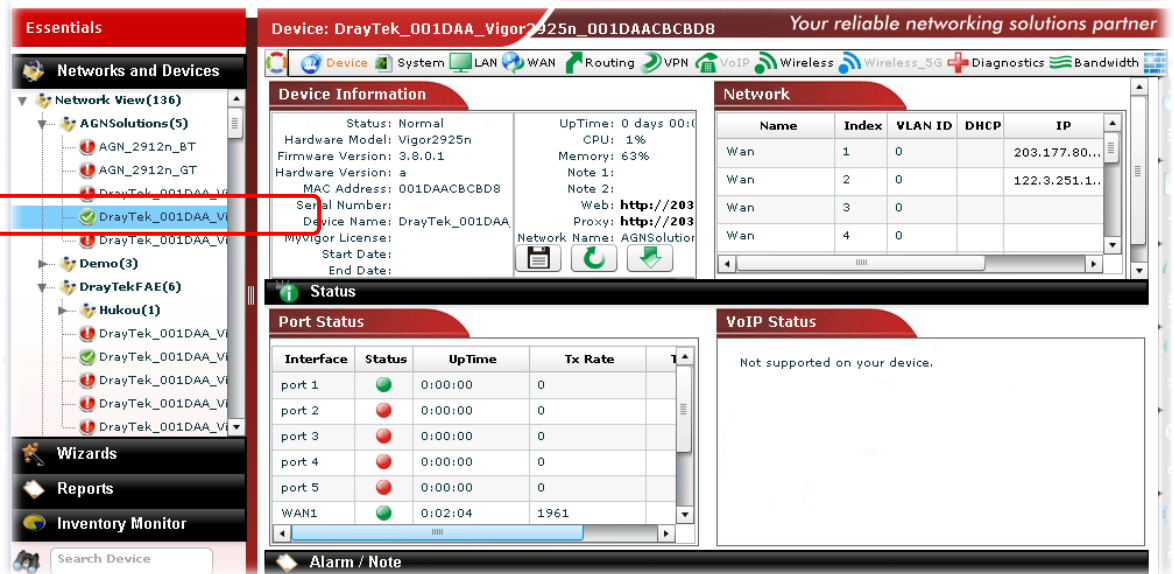 Essentials
Device: DrayTek_001DAA_Vigor2925n_001DAACBCBD8
Your reliable networking solutions partner
Networks and Devices
Device System LAN WAN Routing VPN VoIP Wireless Wireless_5G Diagnostics Bandwidth
Network View(136)
AGNSolutions(5)
AGN_2912n_BT
AGN_2912n_GT
DrayTek_001DAA_Vi
DrayTek_001DAA_Vi
DrayTek_001DAA_Vi
Demo(3)
DrayTekFAE(6)
Hukou(1)
DrayTek_001DAA_Vi
DrayTek_001DAA_Vi
DrayTek_001DAA_Vi
DrayTek_001DAA_Vi
DrayTek_001DAA_Vi
Wizards
Reports
Inventory Monitor
Search Device
Device Information
Status: Normal
Hardware Model: Vigor2925n
Firmware Version: 3.8.0.1
Hardware Version: a
MAC Address: 001DAACBCBD8
Serial Number:
Device Name: DrayTek_001DAA
MyVigor License:
Start Date:
End Date:
UpTime: 0 days 00:(
CPU: 1%
Memory: 63%
Note 1:
Note 2:
Web: http://203
Proxy: http://203
Network Name: AGNSolution
Network
Name Index VLAN ID DHCP IP
Wan 1 0 203.177.80...
Wan 2 0 122.3.251.1..
Wan 3 0
Wan 4 0
Status
Port Status
Interface Status UpTime Tx Rate
port 1 0:00:00 0
port 2 0:00:00 0
port 3 0:00:00 0
port 4 0:00:00 0
port 5 0:00:00 0
WAN1 0:02:04 1961
VoIP Status
Not supported on your device.
Alarm / Note